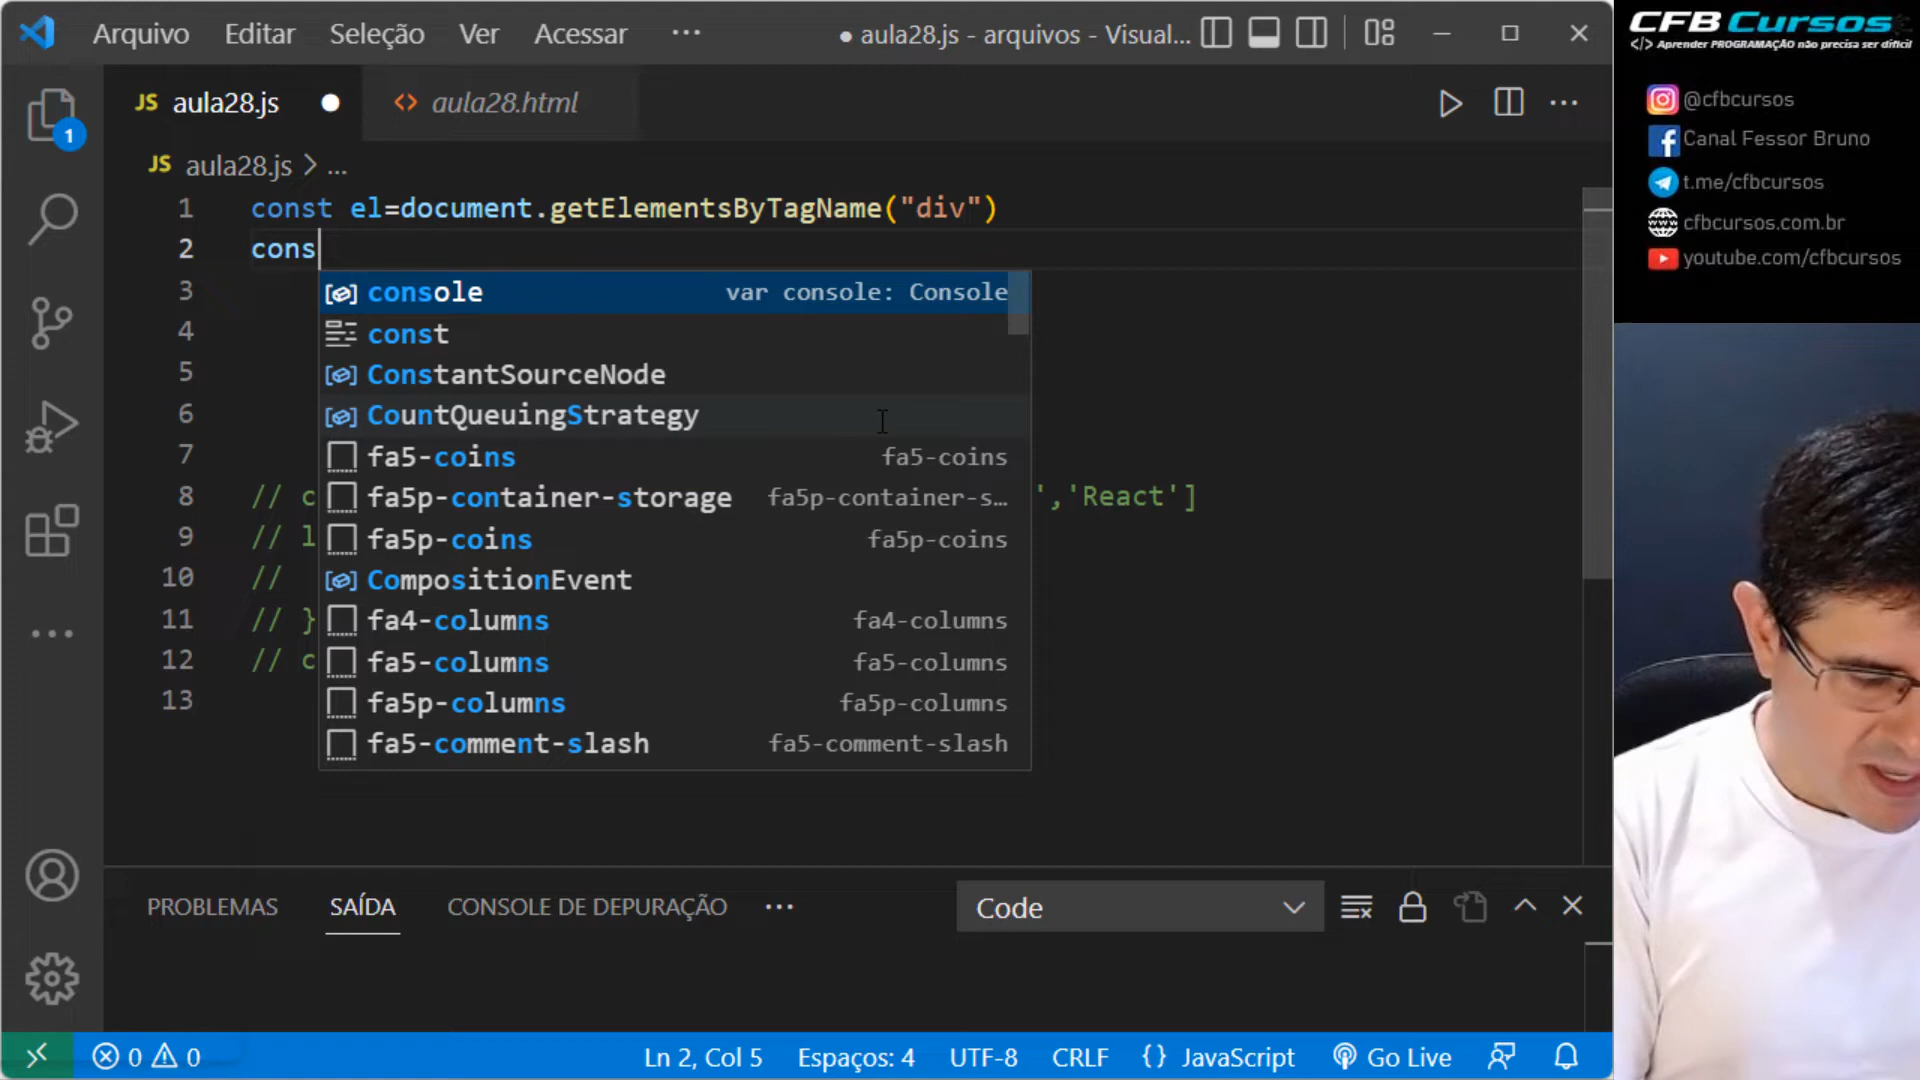 Arquivo Editar Seleção Ver Acessar ··· ● aula28.js - arquivos - Visual...
JS aula28.js ● <> aula28.html ···
1
JS aula28.js > ...
1 const el=document.getElementsByTagName("div")
2 cons
3
4
5
6
7
8 // c ','React']
9 // l
10 //
11 // }
12 // c
13
console var console: Console
const
ConstantSourceNode
CountQueuingStrategy
fa5-coins fa5-coins
fa5p-container-storage fa5p-container-s…
fa5p-coins fa5p-coins
CompositionEvent
fa4-columns fa4-columns
fa5-columns fa5-columns
fa5p-columns fa5p-columns
fa5-comment-slash fa5-comment-slash
PROBLEMAS SAÍDA CONSOLE DE DEPURAÇÃO ··· Code
0 0 Ln 2, Col 5 Espaços: 4 UTF-8 CRLF {} JavaScript Go Live
CFB Cursos
</> Aprender PROGRAMAÇÃO não precisa ser difícil
@cfbcursos
Canal Fessor Bruno
t.me/cfbcursos
cfbcursos.com.br
youtube.com/cfbcursos